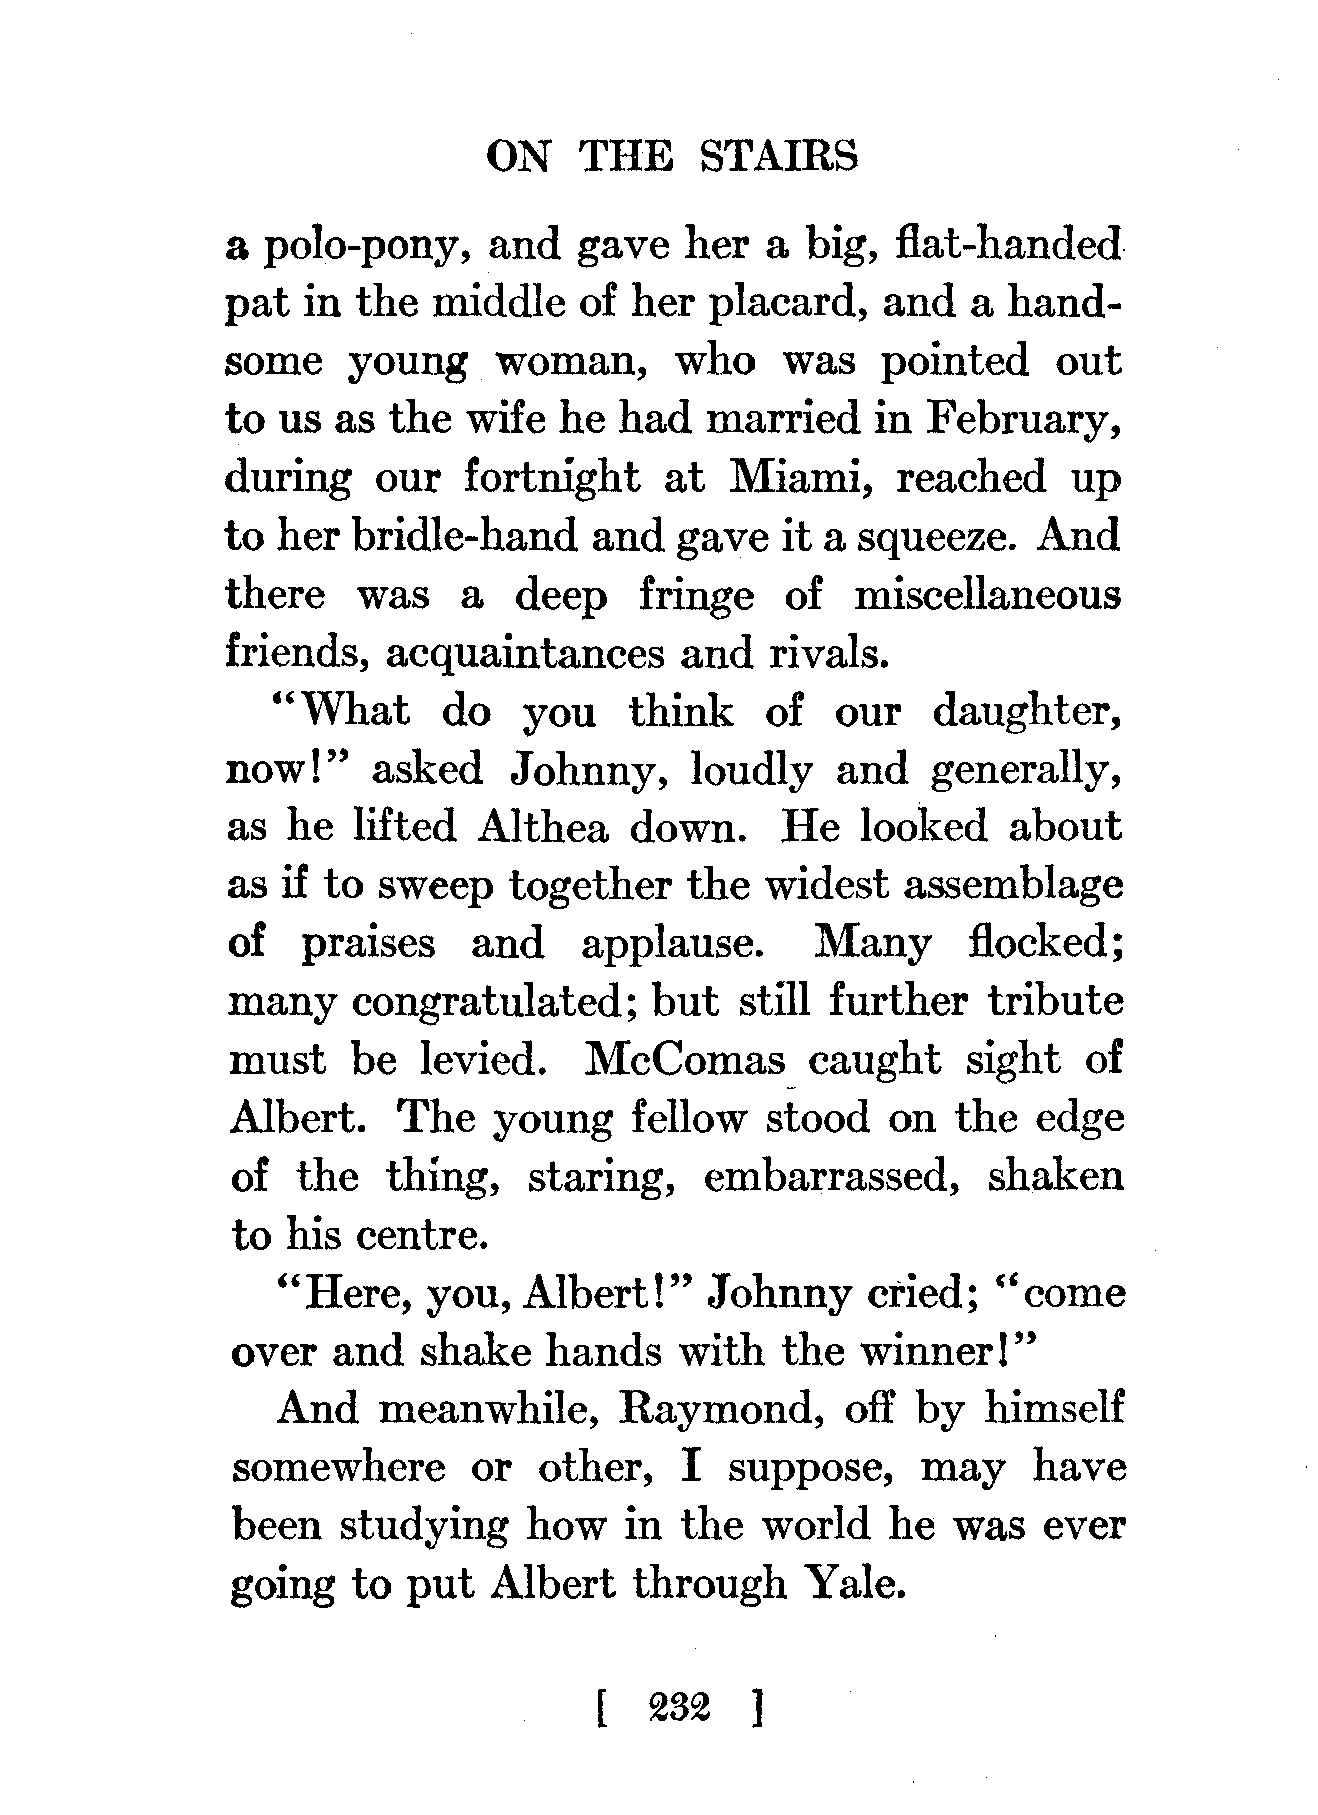 ON THE STAIRS
a polo-pony, and gave her a big, flat-handed
pat in the middle of her placard, and a hand-
some young woman, who was pointed out
to us as the wife he had married in February,
during our fortnight at Miami, reached up
to her bridle-hand and gave it a squeeze. And
there was a deep fringe of miscellaneous
friends, acquaintances and rivals.
"What do you think of our daughter,
now!" asked Johnny, loudly and generally,
as he lifted Althea down. He looked about
as if to sweep together the widest assemblage
of praises and applause. Many flocked;
many congratulated; but still further tribute
must be levied. McComas caught sight of
Albert. The young fellow stood on the edge
of the thing, staring, embarrassed, shaken
to his centre.
"Here, you, Albert!" Johnny cried; "come
over and shake hands with the winner!"
And meanwhile, Raymond, off by himself
somewhere or other, I suppose, may have
been studying how in the world he was ever
going to put Albert through Yale.
[ 232 ]